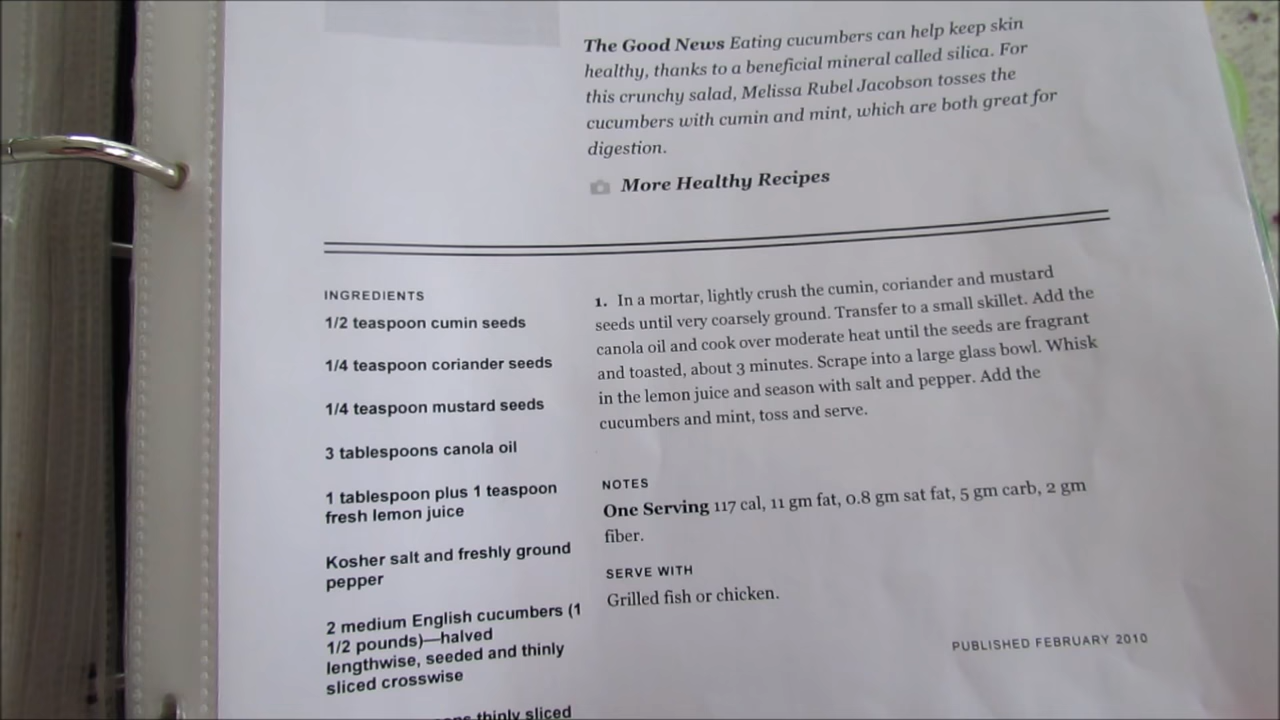 The Good News Eating cucumbers can help keep skin
healthy, thanks to a beneficial mineral called silica. For
this crunchy salad, Melissa Rubel Jacobson tosses the
cucumbers with cumin and mint, which are both great for
digestion.
More Healthy Recipes
INGREDIENTS
1/2 teaspoon cumin seeds
1/4 teaspoon coriander seeds
1/4 teaspoon mustard seeds
3 tablespoons canola oil
1 tablespoon plus 1 teaspoon
fresh lemon juice
Kosher salt and freshly ground
pepper
2 medium English cucumbers (1
1/2 pounds)—halved
lengthwise, seeded and thinly
sliced crosswise
thinly sliced
1. In a mortar, lightly crush the cumin, coriander and mustard
seeds until very coarsely ground. Transfer to a small skillet. Add the
canola oil and cook over moderate heat until the seeds are fragrant
and toasted, about 3 minutes. Scrape into a large glass bowl. Whisk
in the lemon juice and season with salt and pepper. Add the
cucumbers and mint, toss and serve.
NOTES
One Serving 117 cal, 11 gm fat, 0.8 gm sat fat, 5 gm carb, 2 gm
fiber.
SERVE WITH
Grilled fish or chicken.
PUBLISHED FEBRUARY 2010